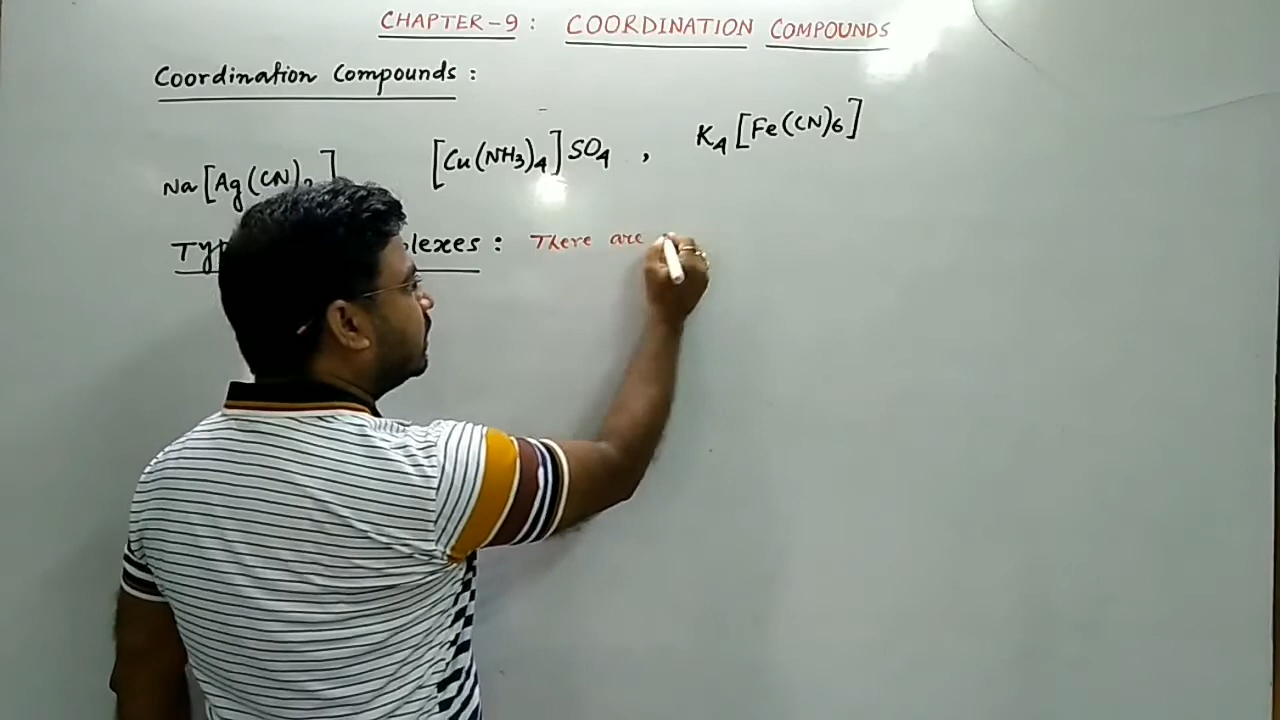 CHAPTER-9: COORDINATION COMPOUNDS
Coordination Compounds:
Na[Ag(CN)2] [Cu(NH3)4]SO4, K4[Fe(CN)6]
: There are